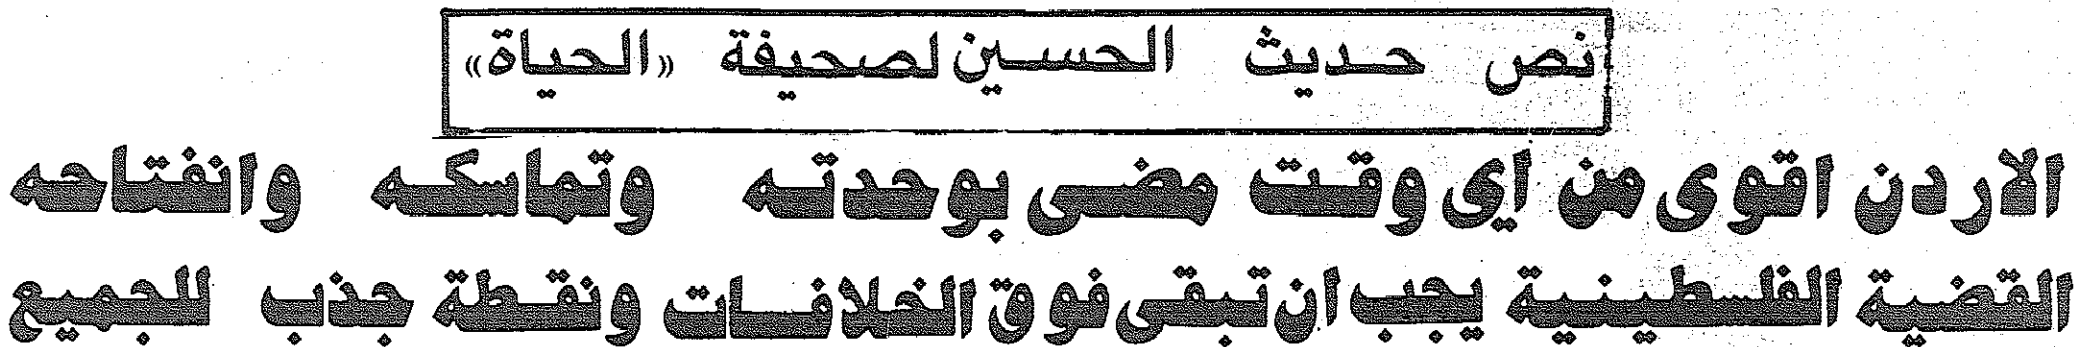 نص حديث الحسين لصحيفة «الحياة»
الاردن اقوى من اي وقت مضى بوحدته وتماسكه وانفتاحه
القضية الفلسطينية يجب ان تبقى فوق الخلافات ونقطة جذب للجميع